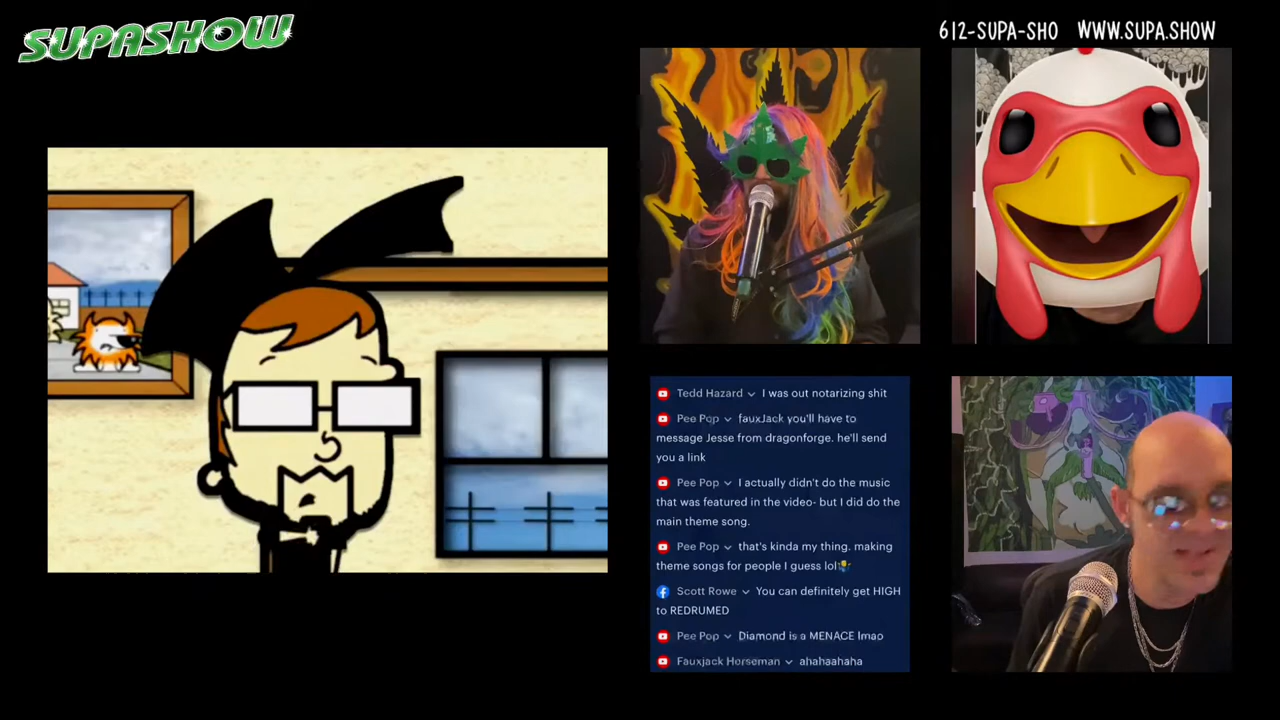 SUPASHOW
612-SUPA-SHO WWW.SUPA.SHOW
Tedd Hazard I was out notarizing shit
Pee Pop fauxJack you'll have to
message Jesse from dragonforge. he'll send
you a link
Pee Pop I actually didn't do the music
that was featured in the video- but I did do the
main theme song.
Pee Pop that's kinda my thing. making
theme songs for people I guess lol
Scott Rowe You can definitely get HIGH
to REDRUMED
Pee Pop Diamond is a MENACE lmao
Fauxjack Horseman ahahaahaha